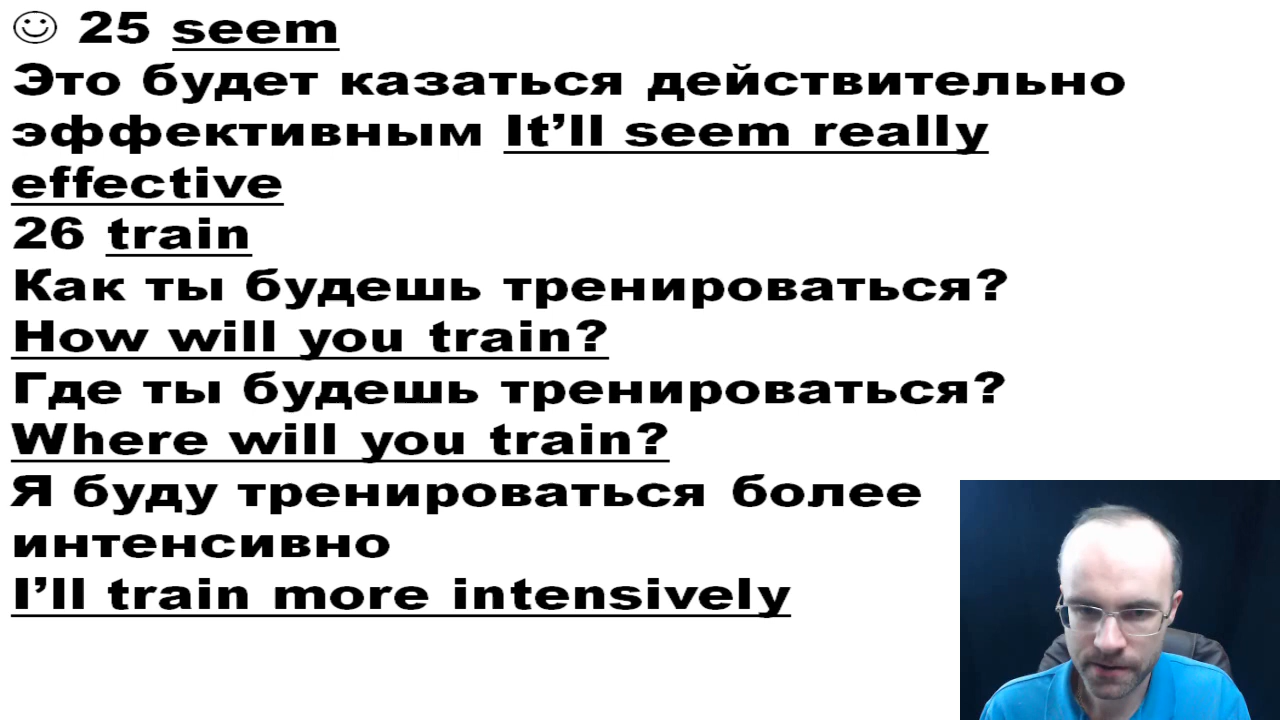 ☺ 25 seem
Это будет казаться действительно
эффективным It’ll seem really
effective
26 train
Как ты будешь тренироваться?
How will you train?
Где ты будешь тренироваться?
Where will you train?
Я буду тренироваться более
интенсивно
I’ll train more intensively